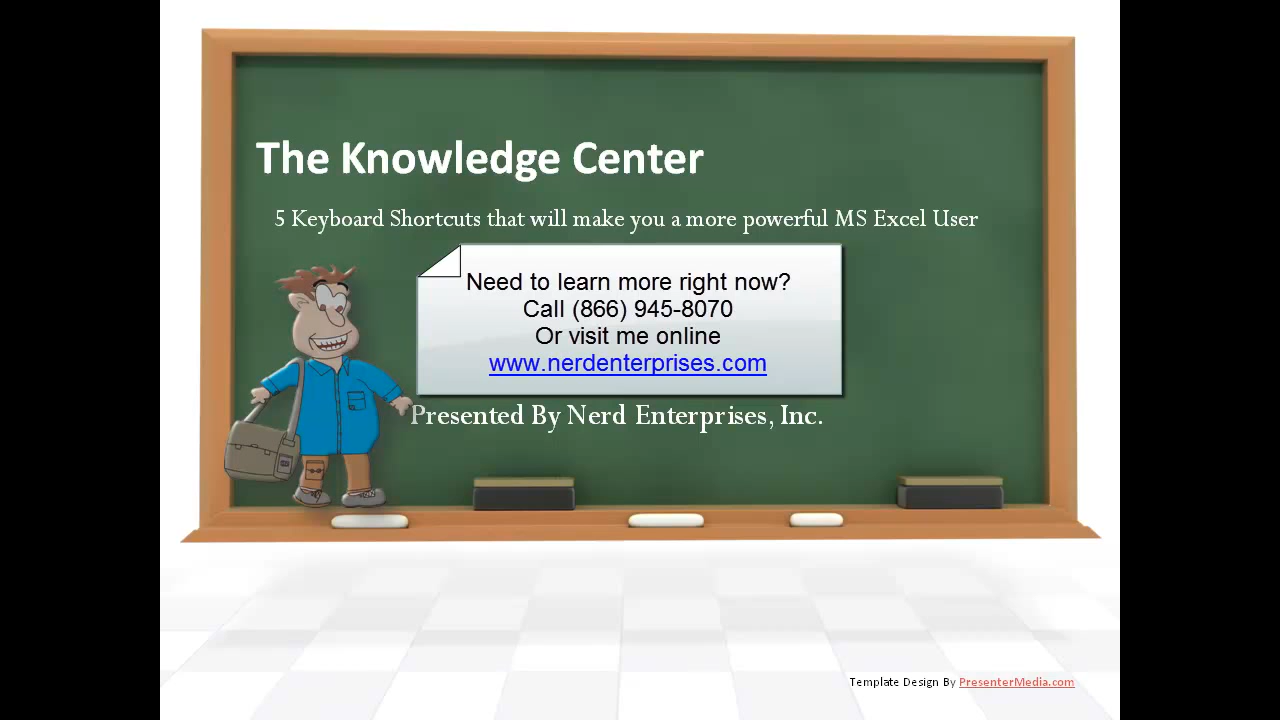 The Knowledge Center
5 Keyboard Shortcuts that will make you a more powerful MS Excel User
Need to learn more right now?
Call (866) 945-8070
Or visit me online
www.nerdenterprises.com
Presented By Nerd Enterprises, Inc.
Template Design By PresenterMedia.com